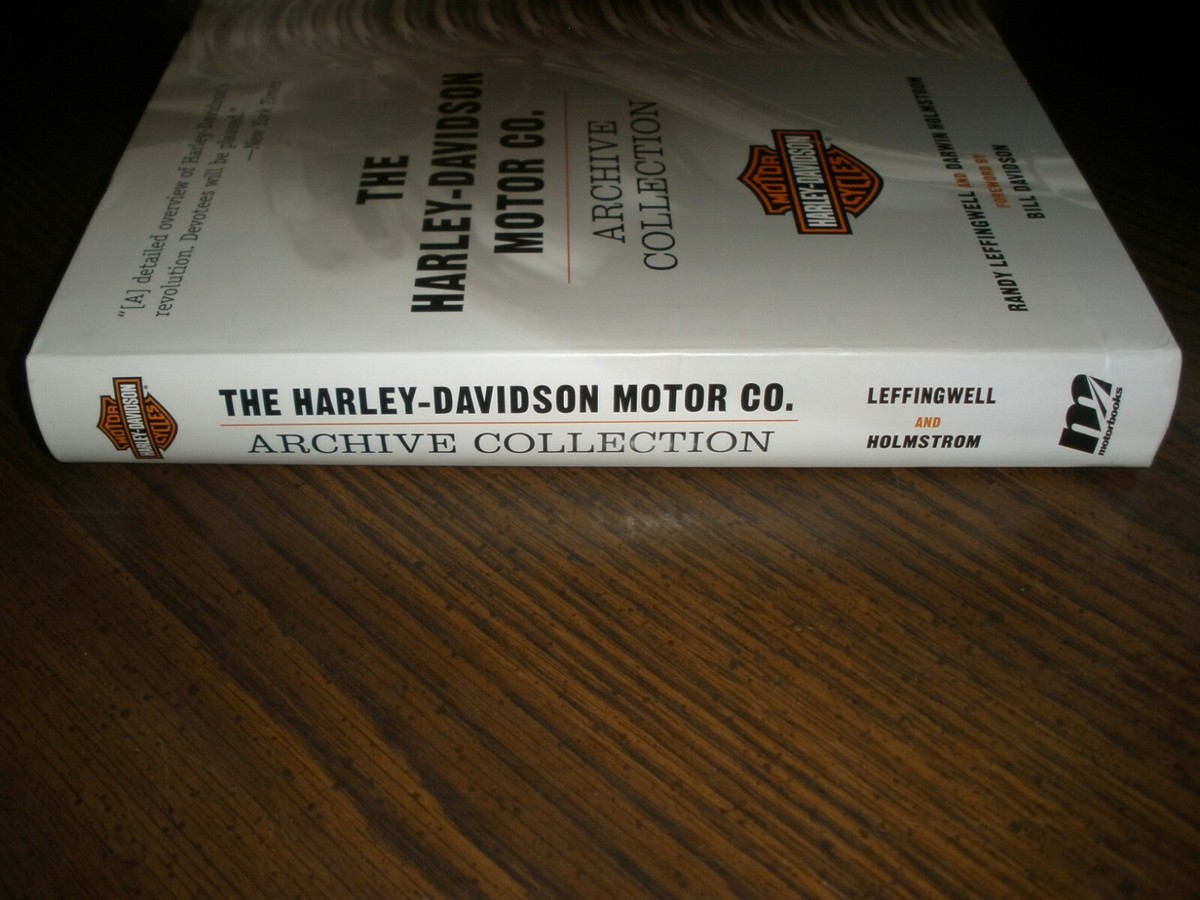 "[A] detailed overview of Harley-Davidson's
revolution. Devotees will be pleased."
—New York Times
THE
HARLEY-DAVIDSON
MOTOR CO.
ARCHIVE
COLLECTION
MOTOR
HARLEY-DAVIDSON
CYCLES
RANDY LEFFINGWELL AND DARWIN HOLMSTROM
FOREWORD BY
BILL DAVIDSON
MOTOR
HARLEY-DAVIDSON
CYCLES
THE HARLEY-DAVIDSON MOTOR CO.
ARCHIVE COLLECTION
LEFFINGWELL
AND
HOLMSTROM
m
motorbooks